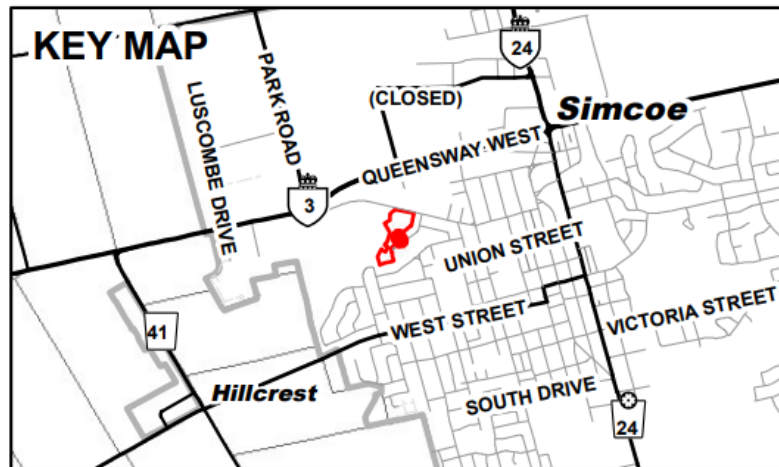 KEY MAP
24
LUSCOMBE DRIVE
PARK ROAD
(CLOSED)
Simcoe
QUEENSWAY WEST
3
UNION STREET
VICTORIA STREET
WEST STREET
41
Hillcrest
SOUTH DRIVE
24